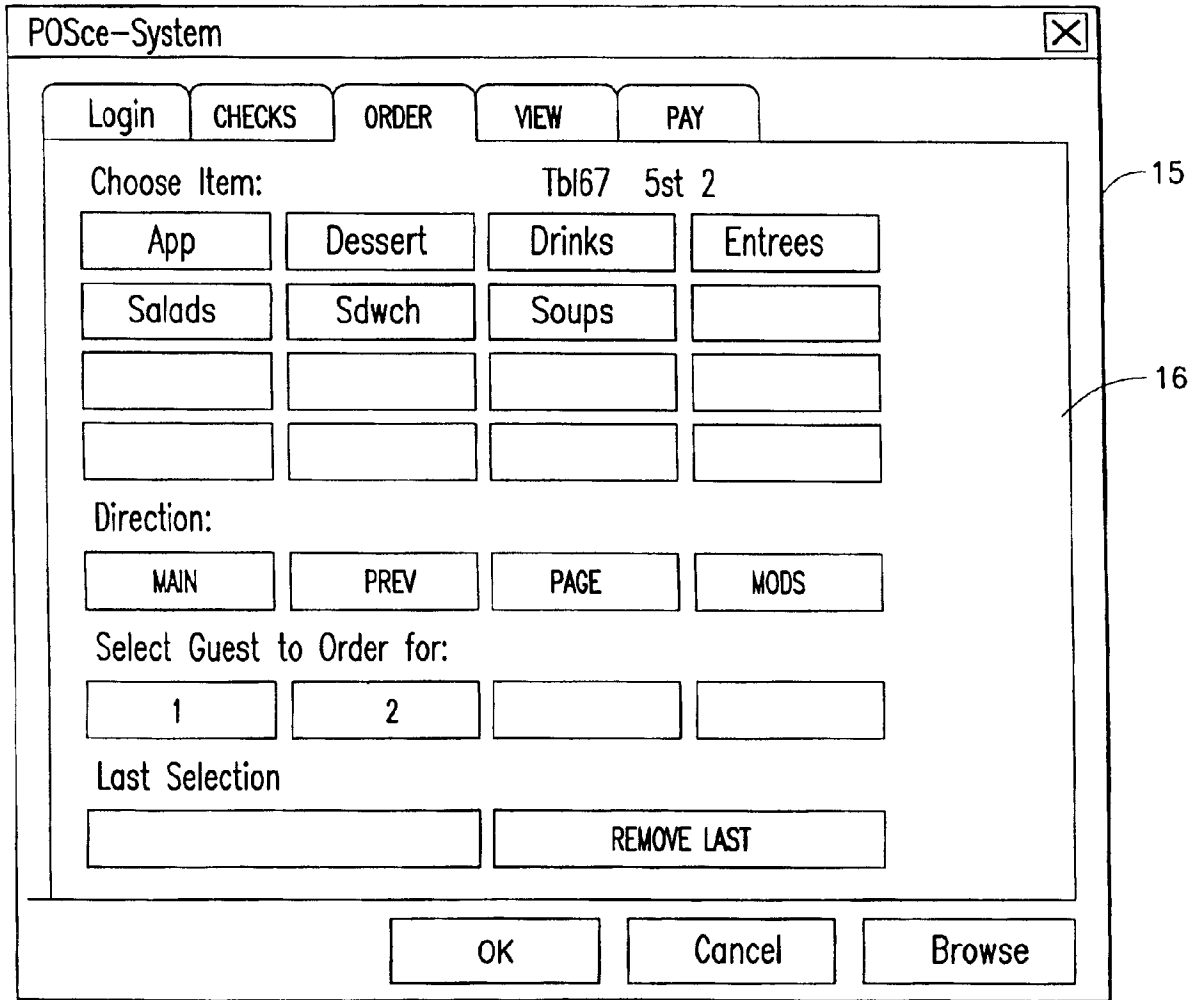 POSce-System
Login CHECKS ORDER VIEW PAY
Choose Item: Tbl67 5st 2
15
App Dessert Drinks Entrees
Salads Sdwch Soups
16
Direction:
MAIN PREV PAGE MODS
Select Guest to Order for:
1 2
Last Selection
REMOVE LAST
OK Cancel Browse